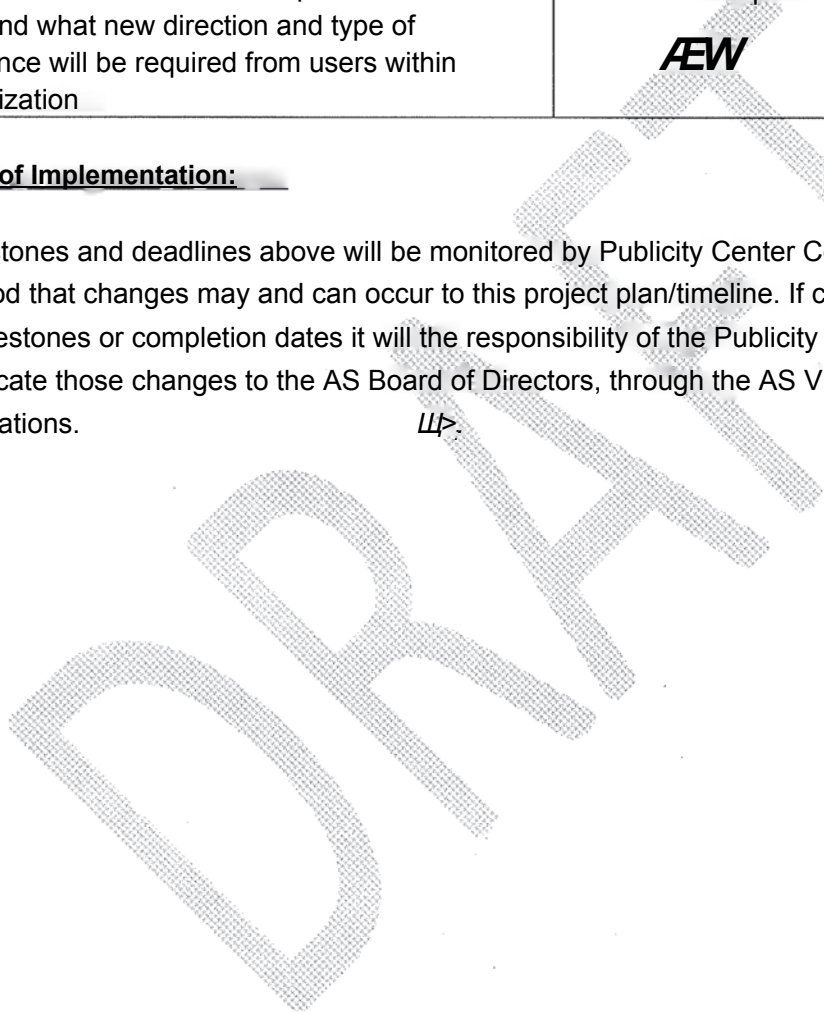 nd what new direction and type of
nce will be required from users within
ization
ÆW
of Implementation:
tones and deadlines above will be monitored by Publicity Center C
od that changes may and can occur to this project plan/timeline. If c
estones or completion dates it will the responsibility of the Publicity
cate those changes to the AS Board of Directors, through the AS V
ations.
Щ>.
DRAFT